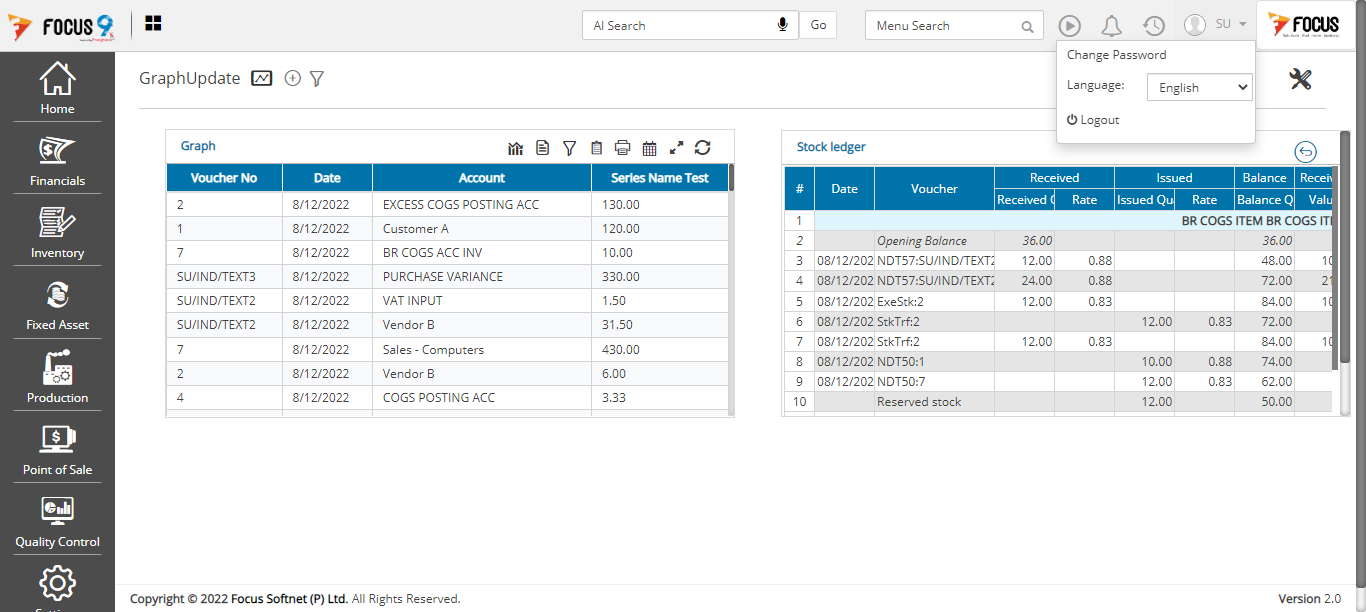 FOCUS 9
AI Search
Go
Menu Search
SU
FOCUS
Change Password
Language:
English
Logout
Home
Financials
Inventory
Fixed Asset
Production
Point of Sale
Quality Control
GraphUpdate
Graph
Voucher No Date Account Series Name Test
2 8/12/2022 EXCESS COGS POSTING ACC 130.00
1 8/12/2022 Customer A 120.00
7 8/12/2022 BR COGS ACC INV 10.00
SU/IND/TEXT3 8/12/2022 PURCHASE VARIANCE 330.00
SU/IND/TEXT2 8/12/2022 VAT INPUT 1.50
SU/IND/TEXT2 8/12/2022 Vendor B 31.50
7 8/12/2022 Sales - Computers 430.00
2 8/12/2022 Vendor B 6.00
4 8/12/2022 COGS POSTING ACC 3.33
Stock ledger
# Date Voucher Received Issued Balance Receiv
Received Q Rate Issued Qua Rate Balance Q Valu
1 BR COGS ITEM BR COGS ITE
2 Opening Balance 36.00 36.00
3 08/12/202 NDT57:SU/IND/TEXT2 12.00 0.88 48.00 10
4 08/12/202 NDT57:SU/IND/TEXT2 24.00 0.88 72.00 21
5 08/12/202 ExeStk:2 12.00 0.83 84.00 10
6 08/12/202 StkTrf:2 12.00 0.83 72.00
7 08/12/202 StkTrf:2 12.00 0.83 84.00 10
8 08/12/202 NDT50:1 10.00 0.88 74.00
9 08/12/202 NDT50:7 12.00 0.83 62.00
10 Reserved stock 12.00 50.00
Copyright © 2022 Focus Softnet (P) Ltd. All Rights Reserved.
Version 2.0